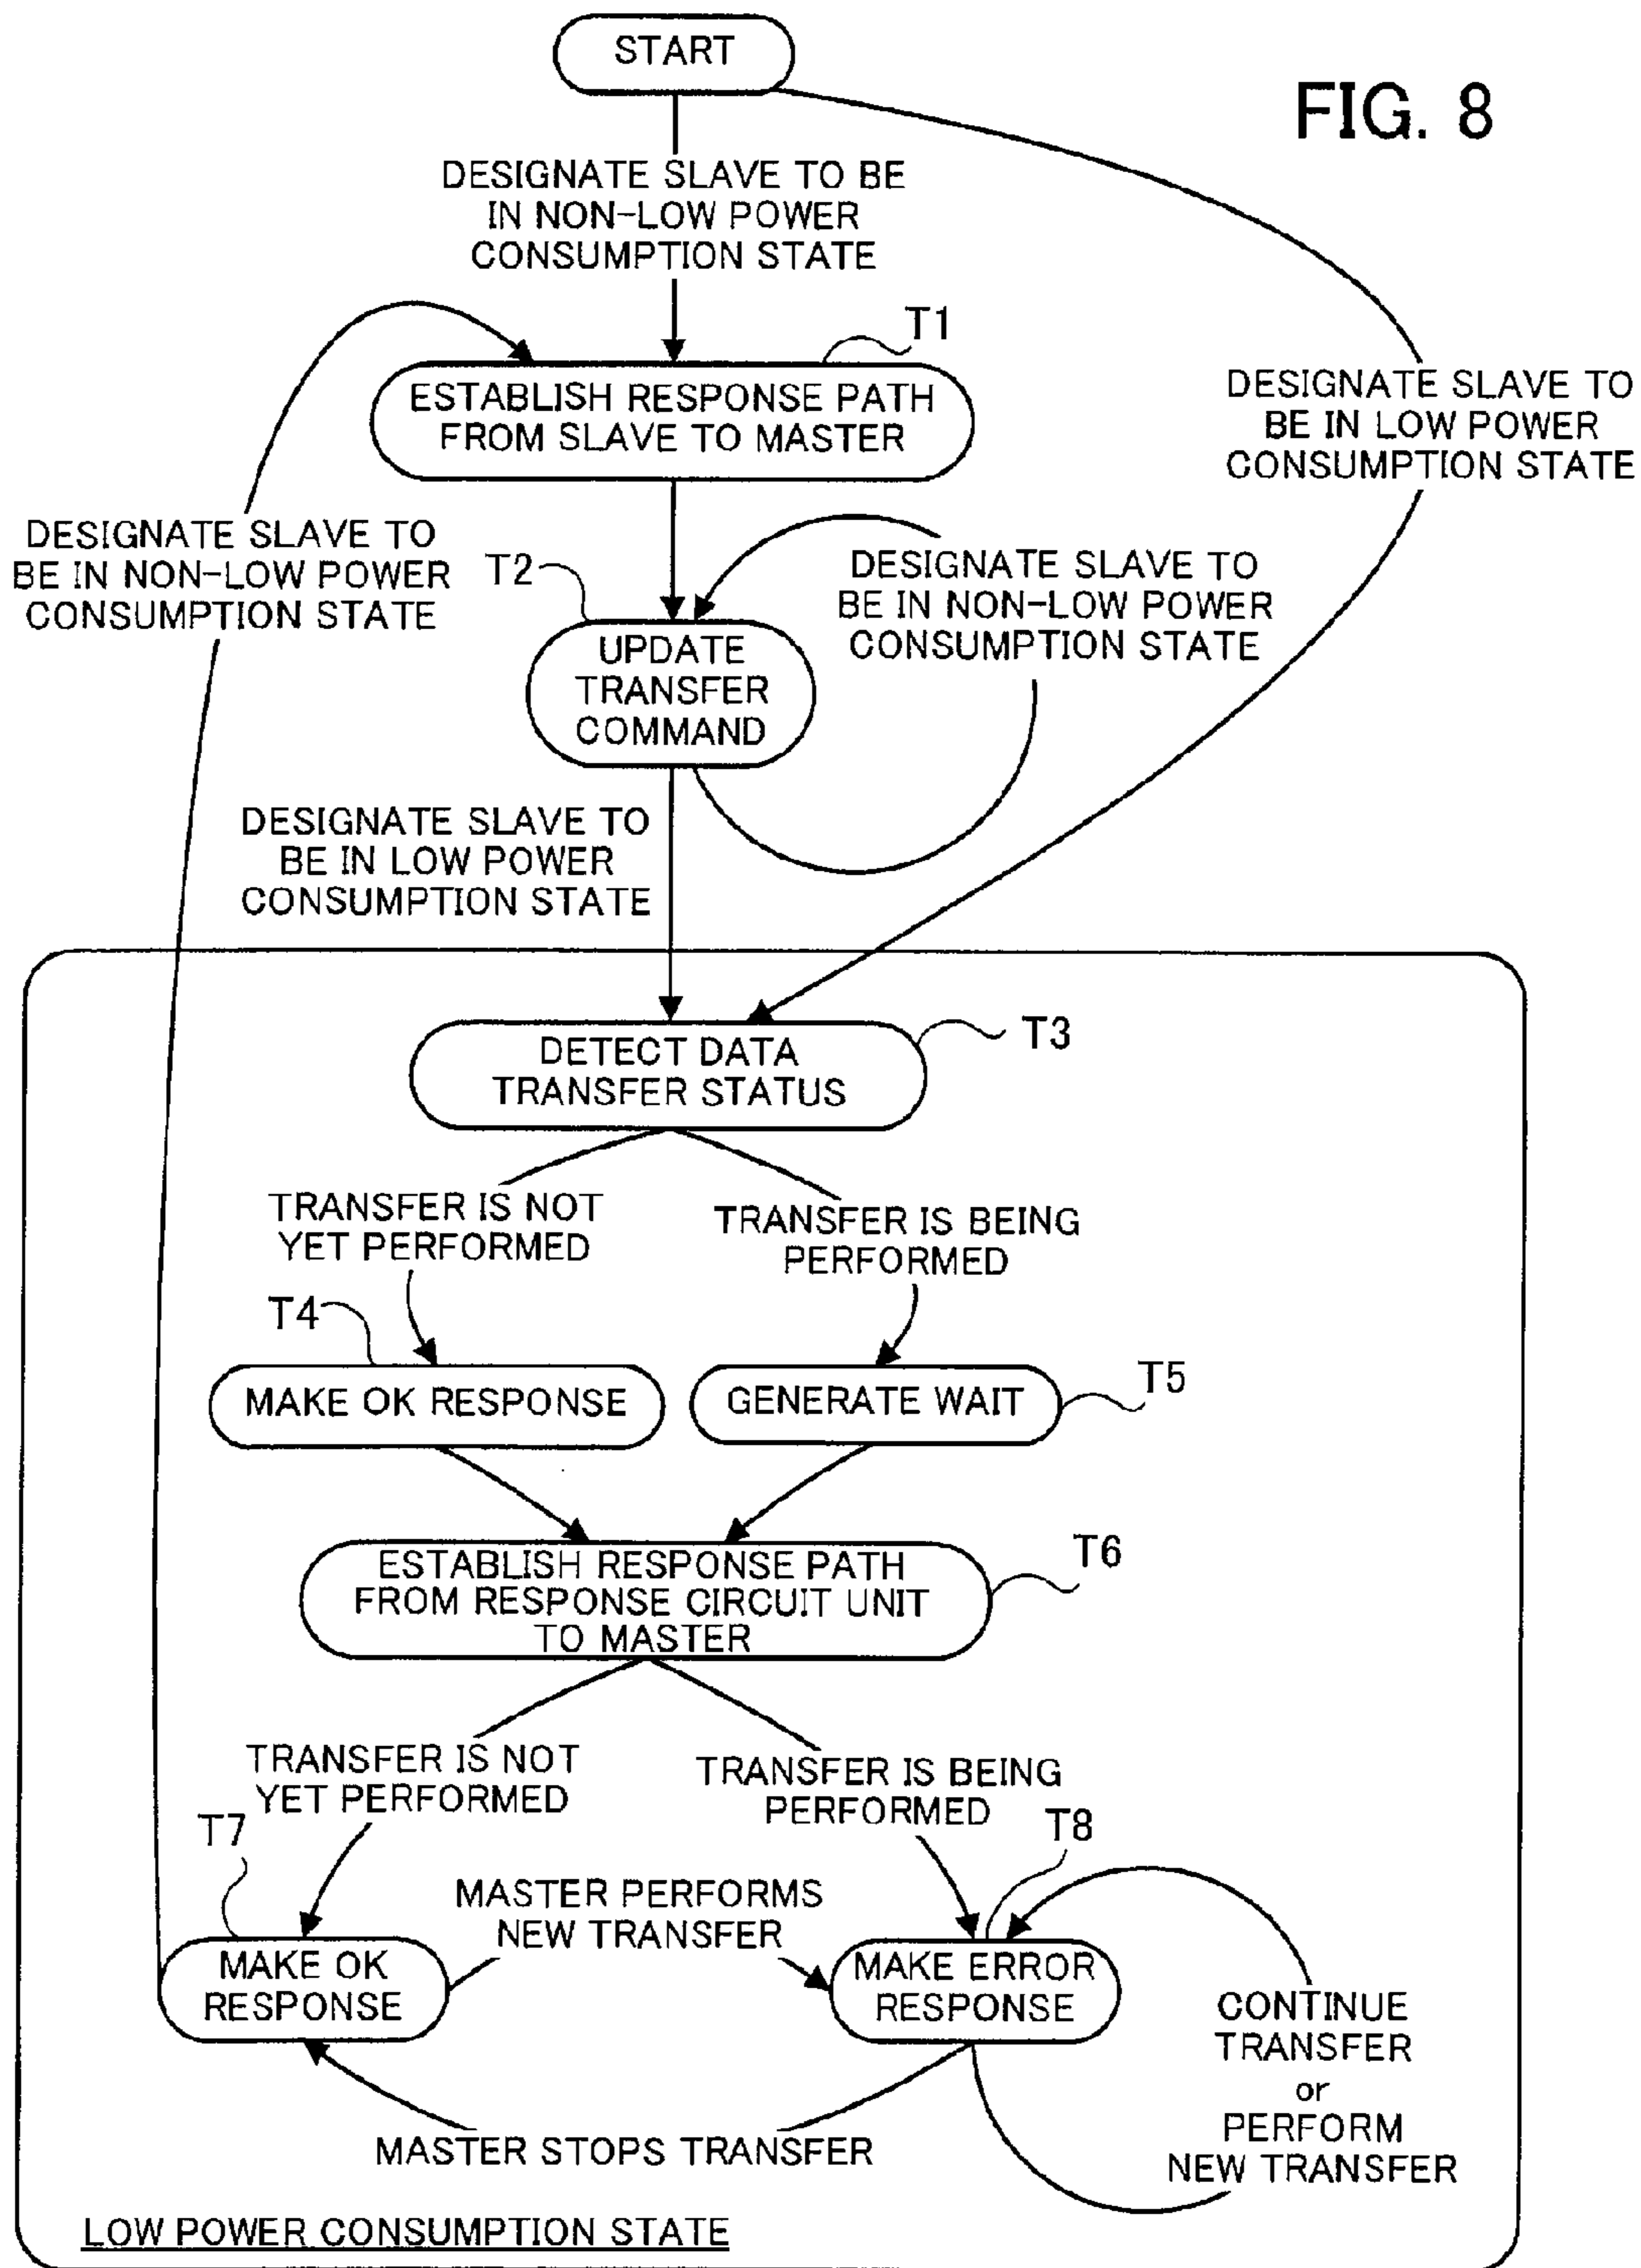 START
FIG. 8
DESIGNATE SLAVE TO BE
IN NON-LOW POWER
CONSUMPTION STATE
T1
ESTABLISH RESPONSE PATH
FROM SLAVE TO MASTER
DESIGNATE SLAVE TO
BE IN LOW POWER
CONSUMPTION STATE
DESIGNATE SLAVE TO
BE IN NON-LOW POWER
CONSUMPTION STATE
T2
DESIGNATE SLAVE TO
BE IN NON-LOW POWER
CONSUMPTION STATE
UPDATE
TRANSFER
COMMAND
DESIGNATE SLAVE TO
BE IN LOW POWER
CONSUMPTION STATE
T3
DETECT DATA
TRANSFER STATUS
TRANSFER IS NOT
YET PERFORMED
TRANSFER IS BEING
PERFORMED
T4
MAKE OK RESPONSE
GENERATE WAIT
T5
ESTABLISH RESPONSE PATH
FROM RESPONSE CIRCUIT UNIT
TO MASTER
T6
TRANSFER IS NOT
YET PERFORMED
TRANSFER IS BEING
PERFORMED
T7
T8
MASTER PERFORMS
NEW TRANSFER
MAKE OK
RESPONSE
MAKE ERROR
RESPONSE
CONTINUE
TRANSFER
or
PERFORM
NEW TRANSFER
MASTER STOPS TRANSFER
LOW POWER CONSUMPTION STATE